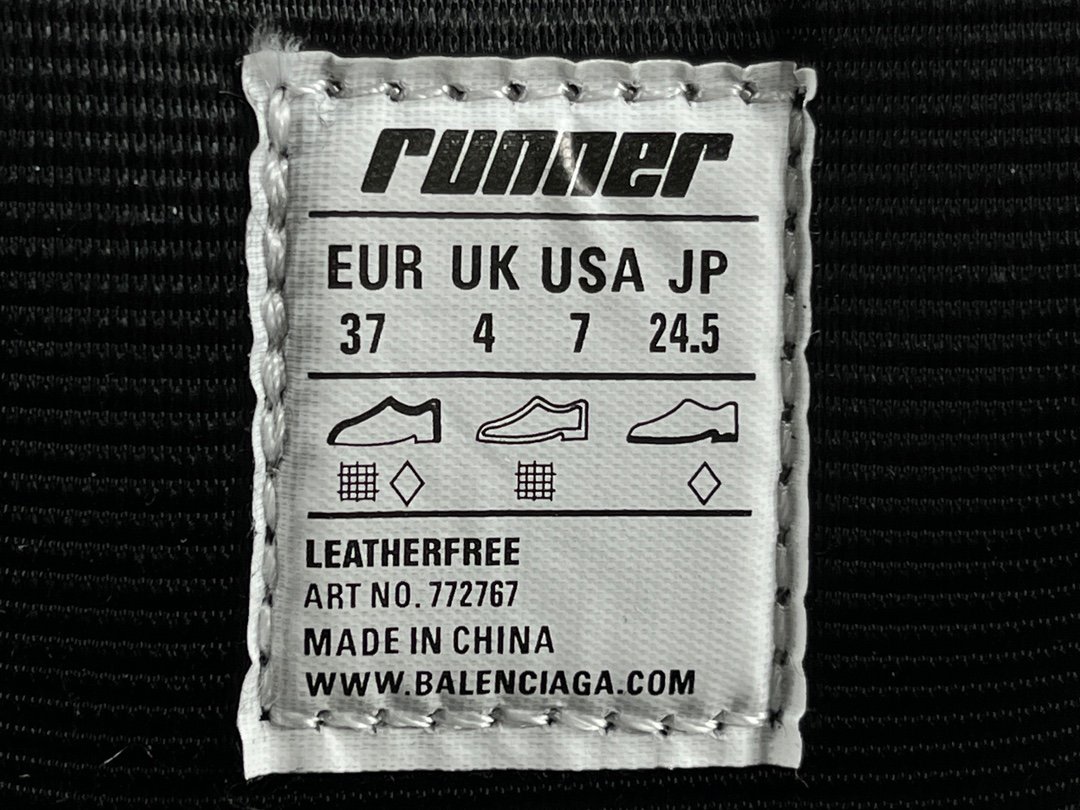 runner
EUR UK USA JP
37 4 7 24.5
LEATHERFREE
ART NO. 772767
MADE IN CHINA
WWW.BALENCIAGA.COM